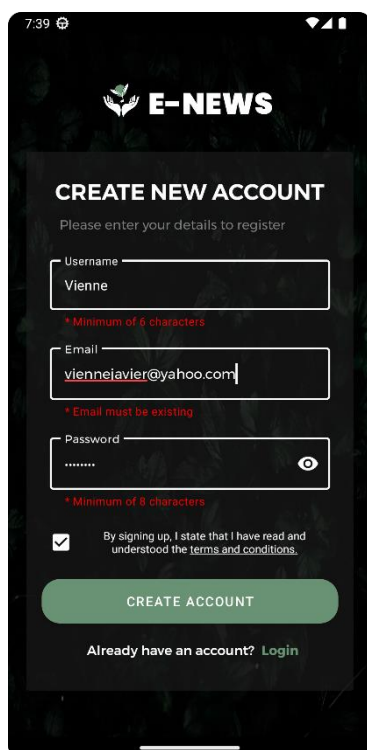 7:39
E-NEWS
CREATE NEW ACCOUNT
Please enter your details to register
Username
Vienne
* Minimum of 6 characters
Email
viennejavier@yahoo.com
* Email must be existing
Password
········
* Minimum of 8 characters
By signing up, I state that I have read and
understood the terms and conditions.
CREATE ACCOUNT
Already have an account? Login